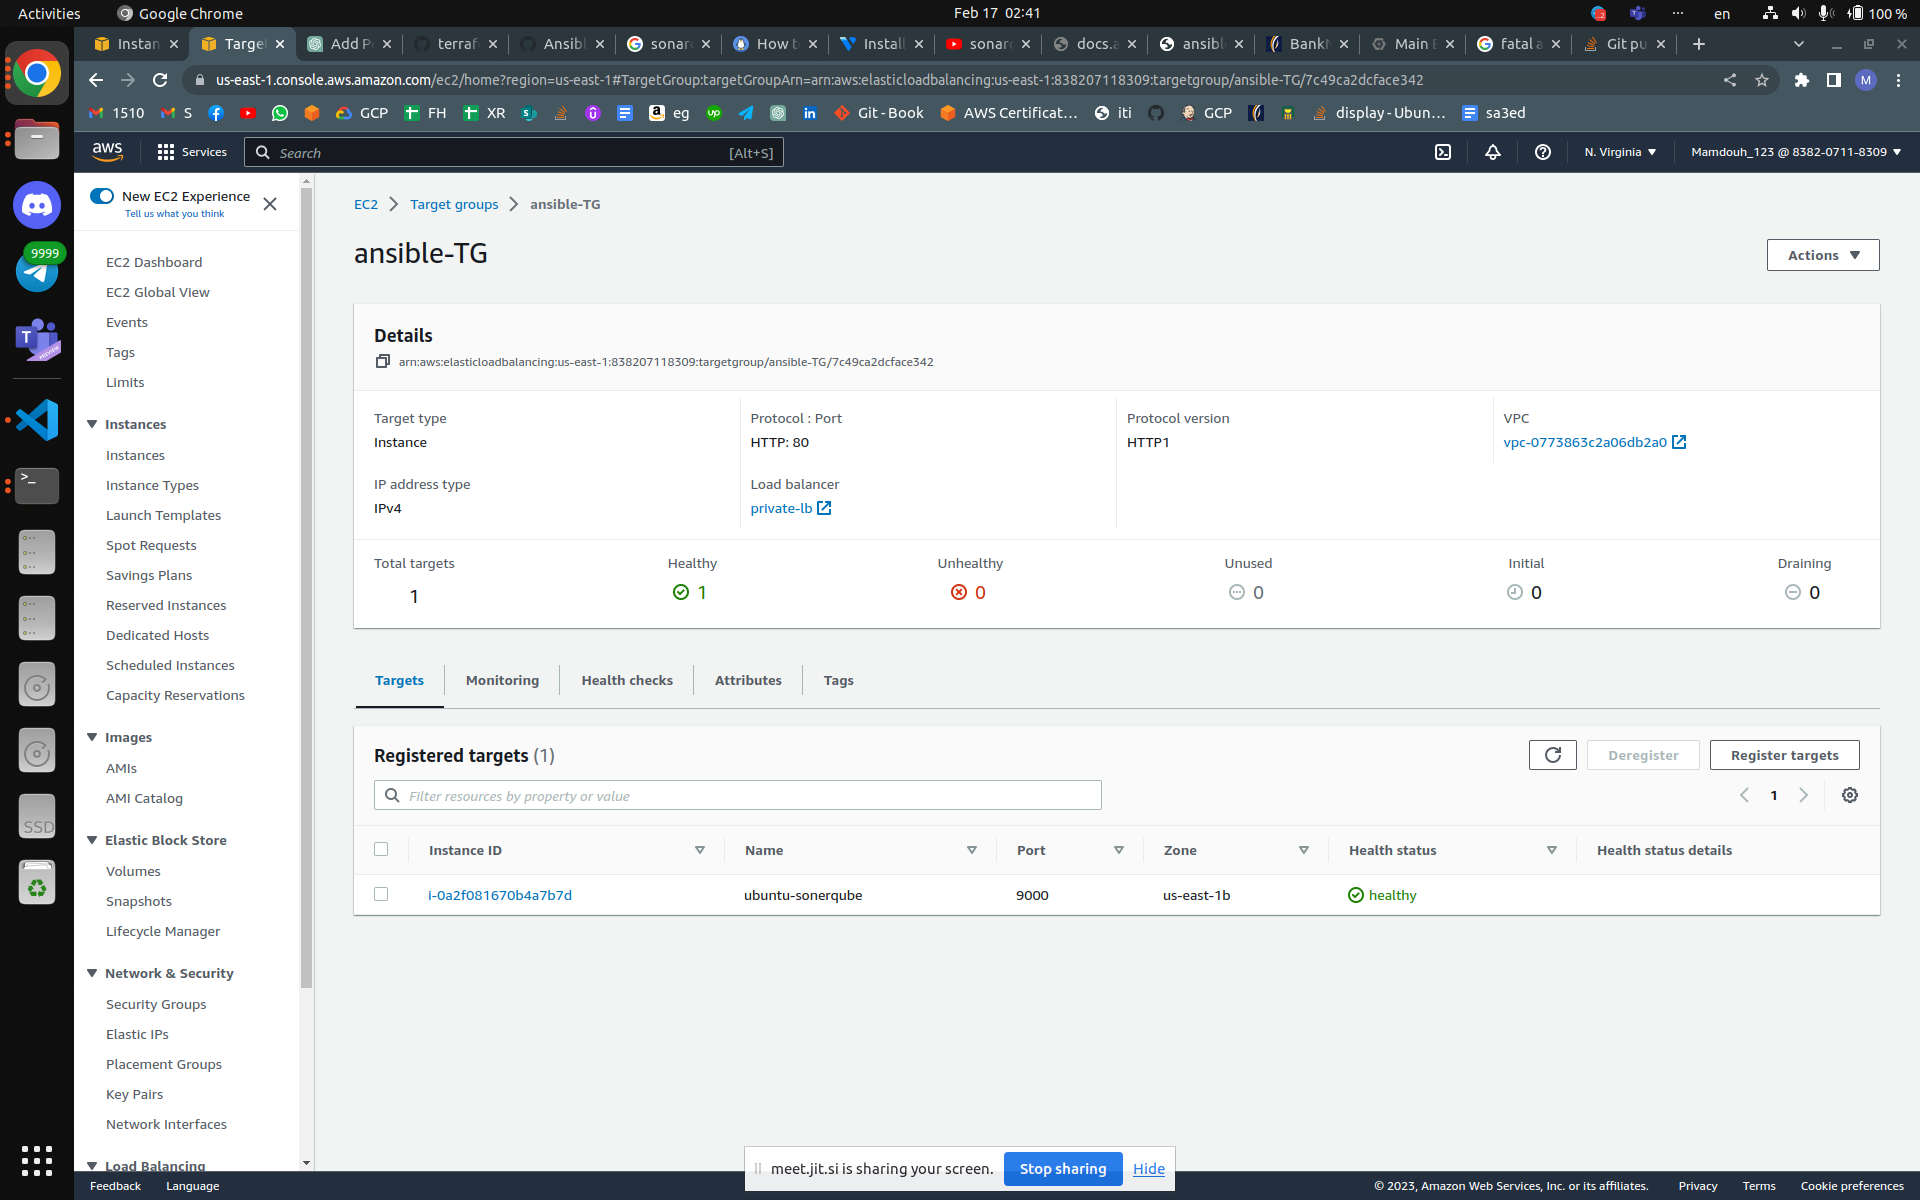 Activities
Google Chrome
Feb 17 02:41
en
100 %
Instan
Targe
Add P
terraf
Ansibl
sonar
How t
Install
sonarc
docs.a
ansibl
BankM
Main B
fatal a
Git pu
us-east-1.console.aws.amazon.com/ec2/home?region=us-east-1#TargetGroup:targetGroupArn=arn:aws:elasticloadbalancing:us-east-1:838207118309:targetgroup/ansible-TG/7c49ca2dcface342
M
1510
S
GCP
FH
XR
eg
Git - Book
AWS Certificat…
iti
GCP
display - Ubun…
sa3ed
aws
Services
Search
[Alt+S]
N. Virginia
Mamdouh_123 @ 8382-0711-8309
9999
SSD
New EC2 Experience
Tell us what you think
EC2 Dashboard
EC2 Global View
Events
Tags
Limits
Instances
Instances
Instance Types
Launch Templates
Spot Requests
Savings Plans
Reserved Instances
Dedicated Hosts
Scheduled Instances
Capacity Reservations
Images
AMIs
AMI Catalog
Elastic Block Store
Volumes
Snapshots
Lifecycle Manager
Network & Security
Security Groups
Elastic IPs
Placement Groups
Key Pairs
Network Interfaces
Load Balancing
EC2
Target groups
ansible-TG
ansible-TG
Actions
Details
arn:aws:elasticloadbalancing:us-east-1:838207118309:targetgroup/ansible-TG/7c49ca2dcface342
Target type
Instance
Protocol : Port
HTTP: 80
Protocol version
HTTP1
VPC
vpc-0773863c2a06db2a0
IP address type
IPv4
Load balancer
private-lb
Total targets
1
Healthy
1
Unhealthy
0
Unused
0
Initial
0
Draining
0
Targets
Monitoring
Health checks
Attributes
Tags
Registered targets (1)
Deregister
Register targets
Filter resources by property or value
1
Instance ID
Name
Port
Zone
Health status
Health status details
i-0a2f081670b4a7b7d
ubuntu-sonerqube
9000
us-east-1b
healthy
meet.jit.si is sharing your screen.
Stop sharing
Hide
Feedback
Language
© 2023, Amazon Web Services, Inc. or its affiliates.
Privacy
Terms
Cookie preferences